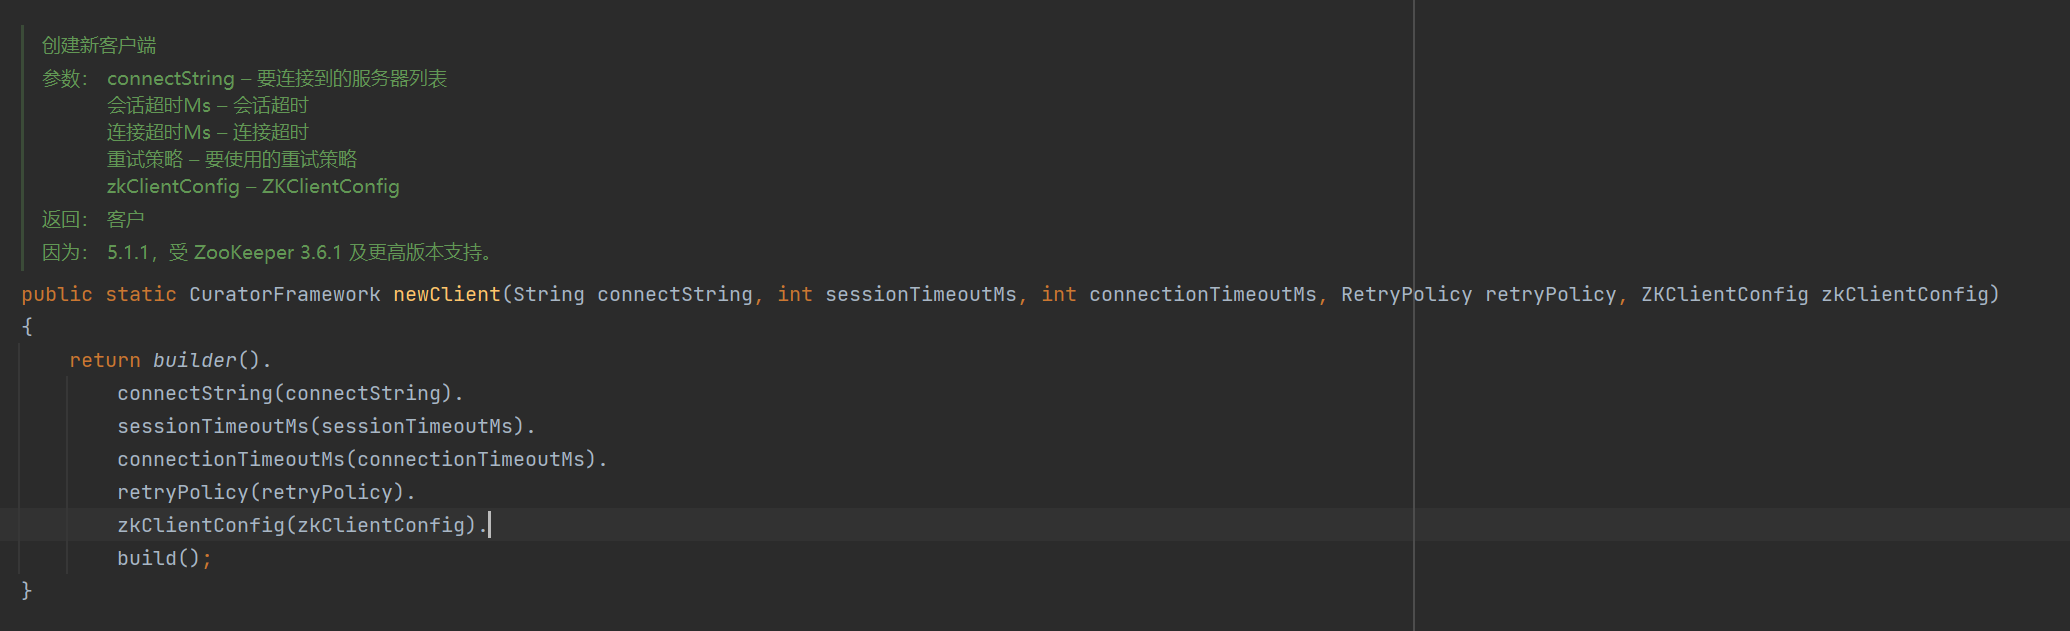 创建新客户端
参数： connectString – 要连接到的服务器列表
会话超时Ms – 会话超时
连接超时Ms – 连接超时
重试策略 – 要使用的重试策略
zkClientConfig – ZKClientConfig
返回： 客户
因为： 5.1.1，受 ZooKeeper 3.6.1 及更高版本支持。
public static CuratorFramework newClient(String connectString, int sessionTimeoutMs, int connectionTimeoutMs, RetryPolicy retryPolicy, ZKClientConfig zkClientConfig)
{
    return builder().
        connectString(connectString).
        sessionTimeoutMs(sessionTimeoutMs).
        connectionTimeoutMs(connectionTimeoutMs).
        retryPolicy(retryPolicy).
        zkClientConfig(zkClientConfig).
        build();
}